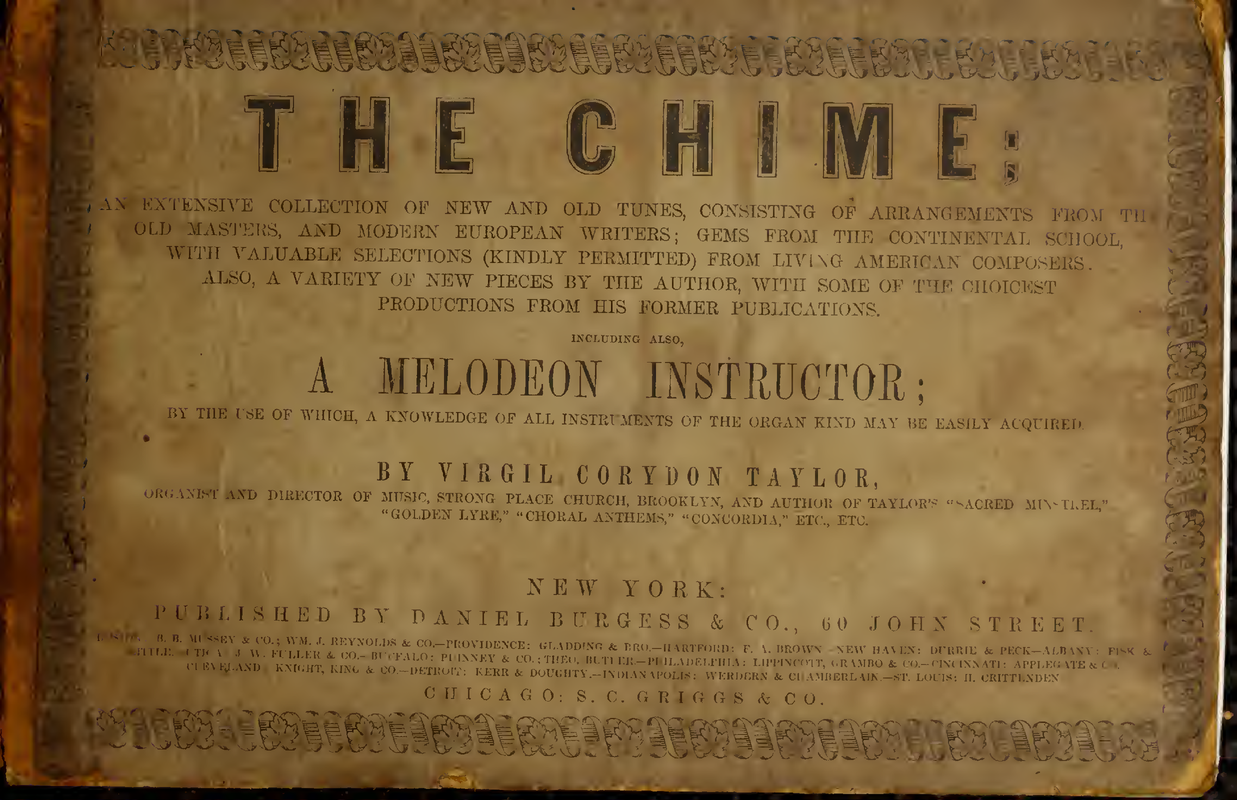 THE CHIME;
AN EXTENSIVE COLLECTION OF NEW AND OLD TUNES, CONSISTING OF ARRANGEMENTS FROM TH
OLD MASTERS, AND MODERN EUROPEAN WRITERS; GEMS FROM THE CONTINENTAL SCHOOL,
WITH VALUABLE SELECTIONS (KINDLY PERMITTED) FROM LIVING AMERICAN COMPOSERS.
ALSO, A VARIETY OF NEW PIECES BY THE AUTHOR, WITH SOME OF THE CHOICEST
PRODUCTIONS FROM HIS FORMER PUBLICATIONS.
INCLUDING ALSO,
A MELODEON INSTRUCTOR;
BY THE USE OF WHICH, A KNOWLEDGE OF ALL INSTRUMENTS OF THE ORGAN KIND MAY BE EASILY ACQUIRED.
BY VIRGIL CORYDON TAYLOR,
ORGANIST AND DIRECTOR OF MUSIC, STRONG PLACE CHURCH, BROOKLYN, AND AUTHOR OF TAYLOR'S "SACRED MINSTREL,"
"GOLDEN LYRE," "CHORAL ANTHEMS," "CONCORDIA," ETC., ETC.
NEW YORK:
PUBLISHED BY DANIEL BURGESS & CO., 60 JOHN STREET.
B. B. MUSSEY & CO.; WM. J. REYNOLDS & CO.—PROVIDENCE: GLADDING & BRO.—HARTFORD: F. A. BROWN—NEW HAVEN: DURRIE & PECK—ALBANY: FISK &
J. W. FULLER & CO.—BUFFALO: PHINNEY & CO.; THEO. BUTLER—PHILADELPHIA: LIPPINCOTT, GRAMBO & CO.—CINCINNATI: APPLEGATE & CO.
CLEVELAND: KNIGHT, KING & CO.—DETROIT: KERR & DOUGHTY.—INDIANAPOLIS: WERDERN & CHAMBERLAIN.—ST. LOUIS: H. CRITTENDEN
CHICAGO: S. C. GRIGGS & CO.